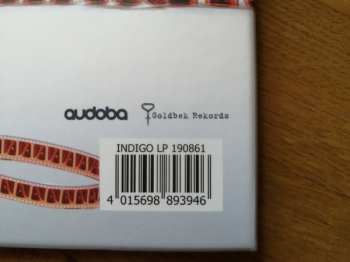 audoba Goldbek Rekords
INDIGO LP 190861
4 015698 893946